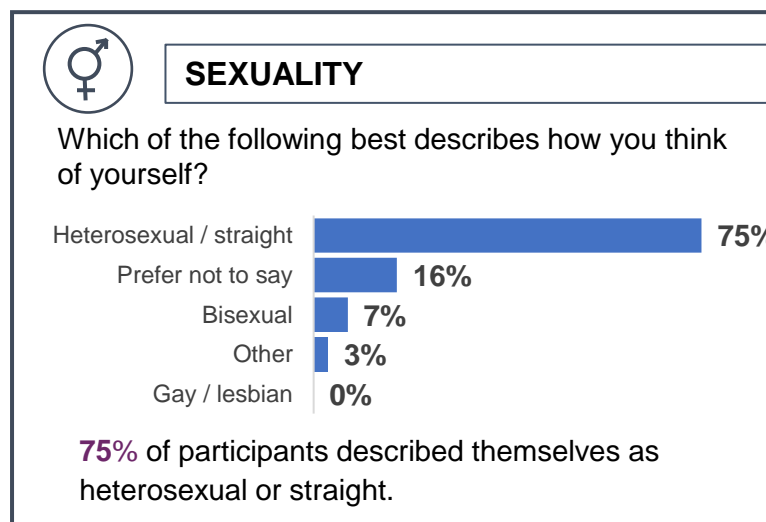 SEXUALITY
Which of the following best describes how you think
of yourself?
Heterosexual / straight 75%
Prefer not to say 16%
Bisexual 7%
Other 3%
Gay / lesbian 0%
75% of participants described themselves as
heterosexual or straight.